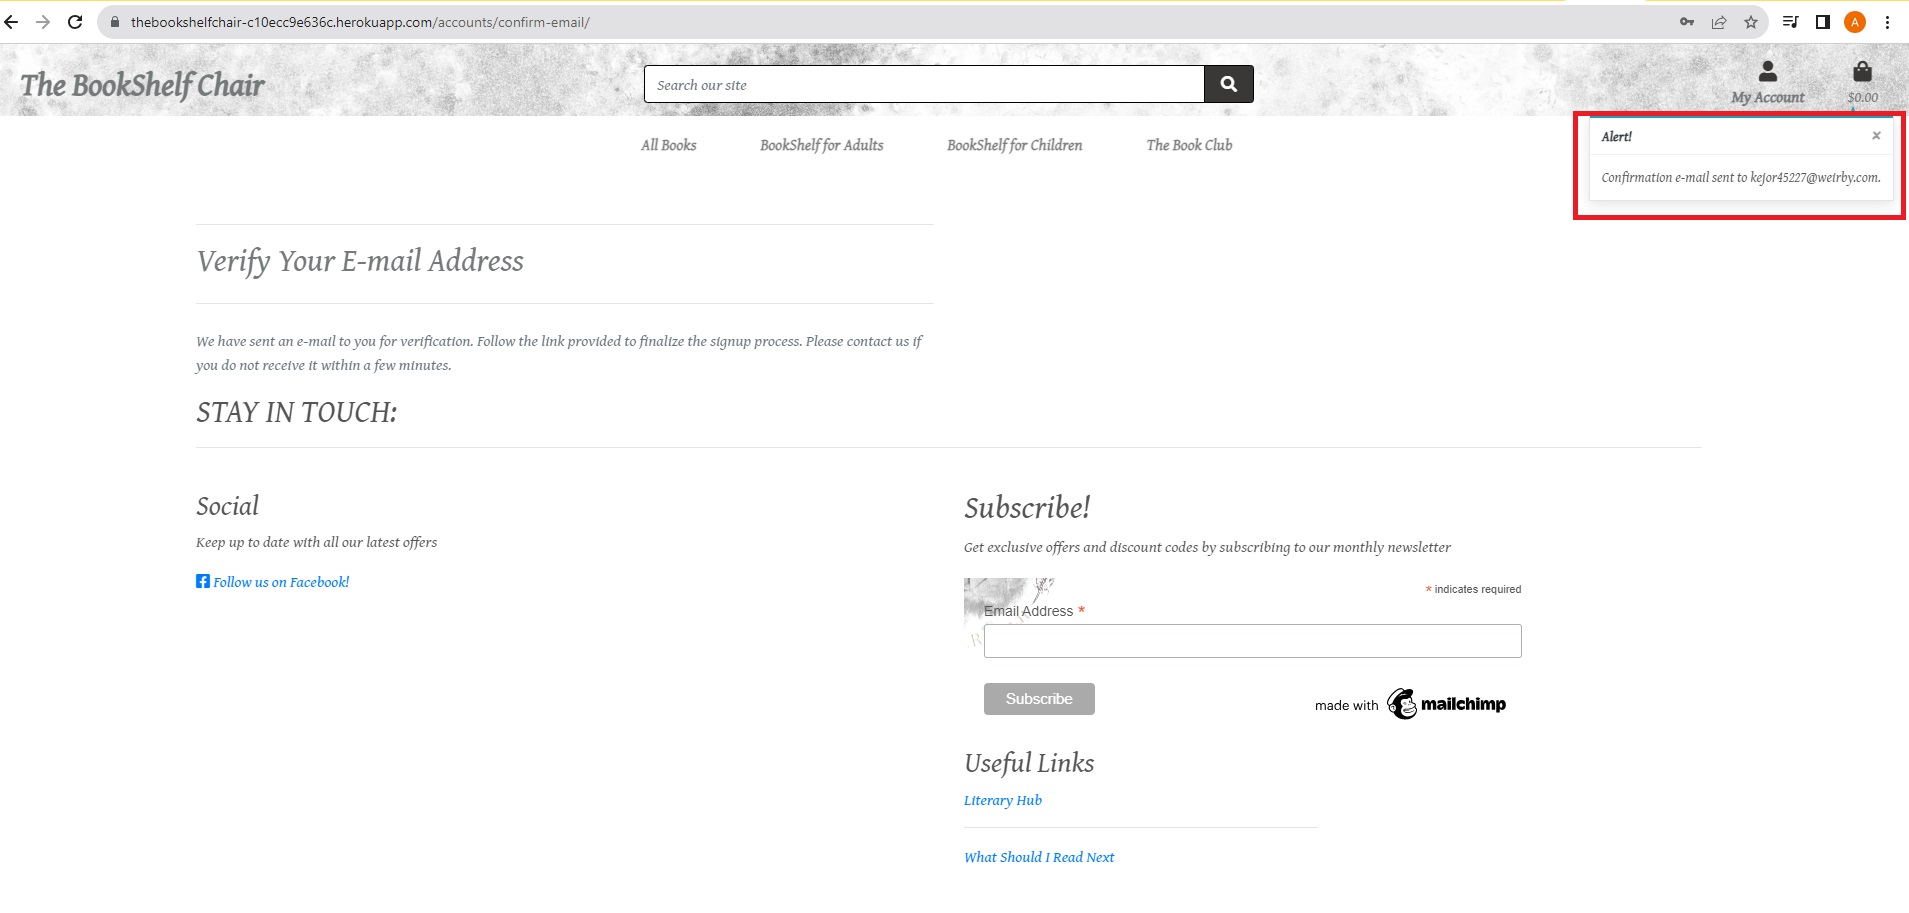 thebookshelfchair-c10ecc9e636c.herokuapp.com/accounts/confirm-email/
A
The BookShelf Chair
Search our site
My Account
$0.00
All Books
BookShelf for Adults
BookShelf for Children
The Book Club
Alert!
×
Confirmation e-mail sent to kejor45227@weirby.com.
Verify Your E-mail Address
We have sent an e-mail to you for verification. Follow the link provided to finalize the signup process. Please contact us if
you do not receive it within a few minutes.
STAY IN TOUCH:
Social
Keep up to date with all our latest offers
Follow us on Facebook!
Subscribe!
Get exclusive offers and discount codes by subscribing to our monthly newsletter
* indicates required
Email Address *
Subscribe
made with mailchimp
Useful Links
Literary Hub
What Should I Read Next